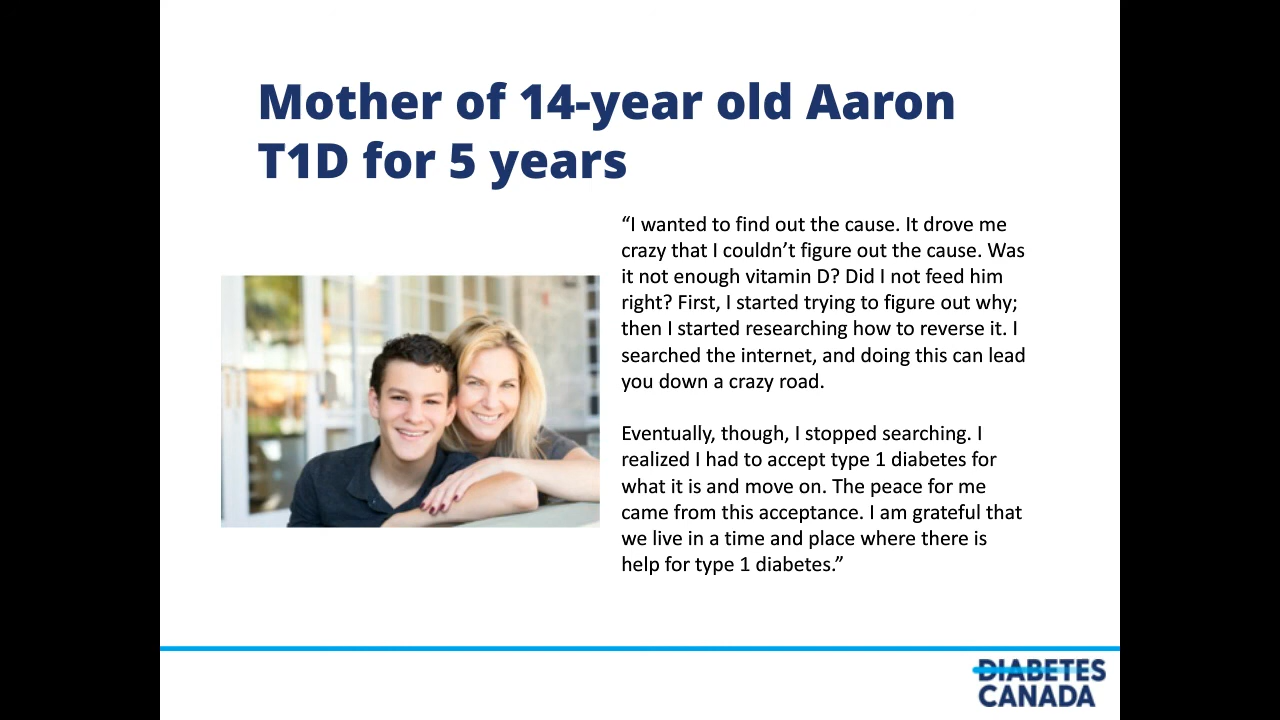 Mother of 14-year old Aaron
T1D for 5 years
“I wanted to find out the cause. It drove me
crazy that I couldn’t figure out the cause. Was
it not enough vitamin D? Did I not feed him
right? First, I started trying to figure out why;
then I started researching how to reverse it. I
searched the internet, and doing this can lead
you down a crazy road.
Eventually, though, I stopped searching. I
realized I had to accept type 1 diabetes for
what it is and move on. The peace for me
came from this acceptance. I am grateful that
we live in a time and place where there is
help for type 1 diabetes.”
DIABETES
CANADA